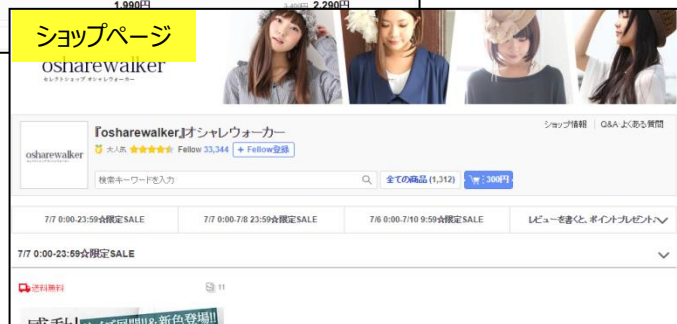 1,990円
2,290円
ショップページ
osharewalker
セレクトショップ オシャレウォーカー
osharewalker
『osharewalker』オシャレウォーカー
大人気 ★★★★★ Fellow 33,344 + Fellow登録
ショップ情報 Q&A・よくある質問
検索キーワードを入力
全ての商品 (1,312)
300円
7/7 0:00-23:59☆限定SALE
7/7 0:00-7/8 23:59☆限定SALE
7/6 0:00-7/10 9:59☆限定SALE
レビューを書くと、ポイントプレゼント♪
7/7 0:00-23:59☆限定SALE
送料無料
11
新色登場!!